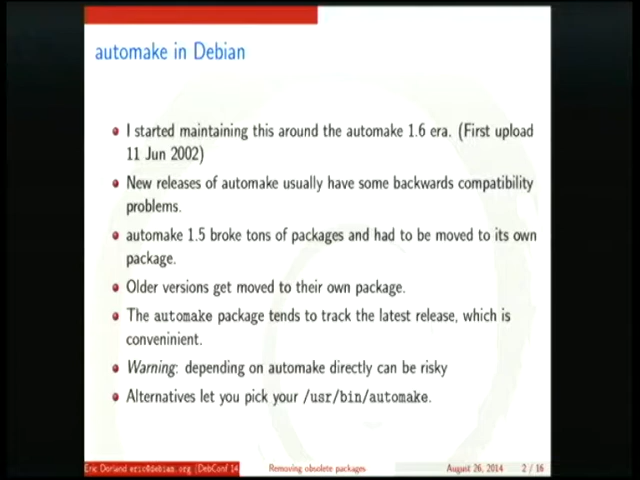 automake in Debian
I started maintaining this around the automake 1.6 era. (First upload
11 Jun 2002)
New releases of automake usually have some backwards compatibility
problems.
automake 1.5 broke tons of packages and had to be moved to its own
package.
Older versions get moved to their own package.
The automake package tends to track the latest release, which is
conveninient.
Warning: depending on automake directly can be risky
Alternatives let you pick your /usr/bin/automake.
Eric Dorland eric@debian.org (DebConf 14
Removing obsolete packages
August 26, 2014 2 / 16